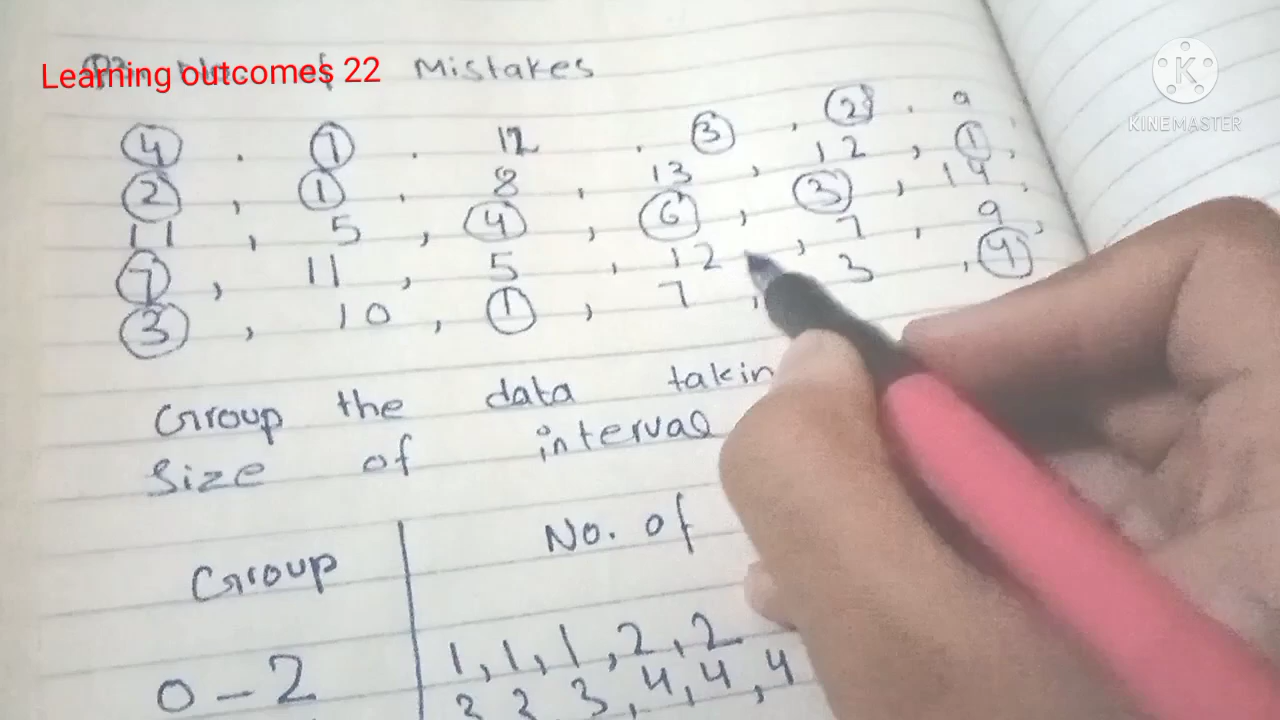 Learning outcomes 22
Mistakes
KINEMASTER
4 . 1 . 12 . 3 , 2 . 9 ,
2 , 1 , 8 , 13 , 12 , 1 ,
11 , 5 , 4 , 6 , 3 , 14 ,
7 , 11 , 5 , 12 , 7 , 9 ,
3 , 10 , 1 , 7 , 3 , 4
Group the data takin
Size of interval
Group No. of
0 - 2 1, 1, 1, 2, 2
3 3 3, 4, 4, 4